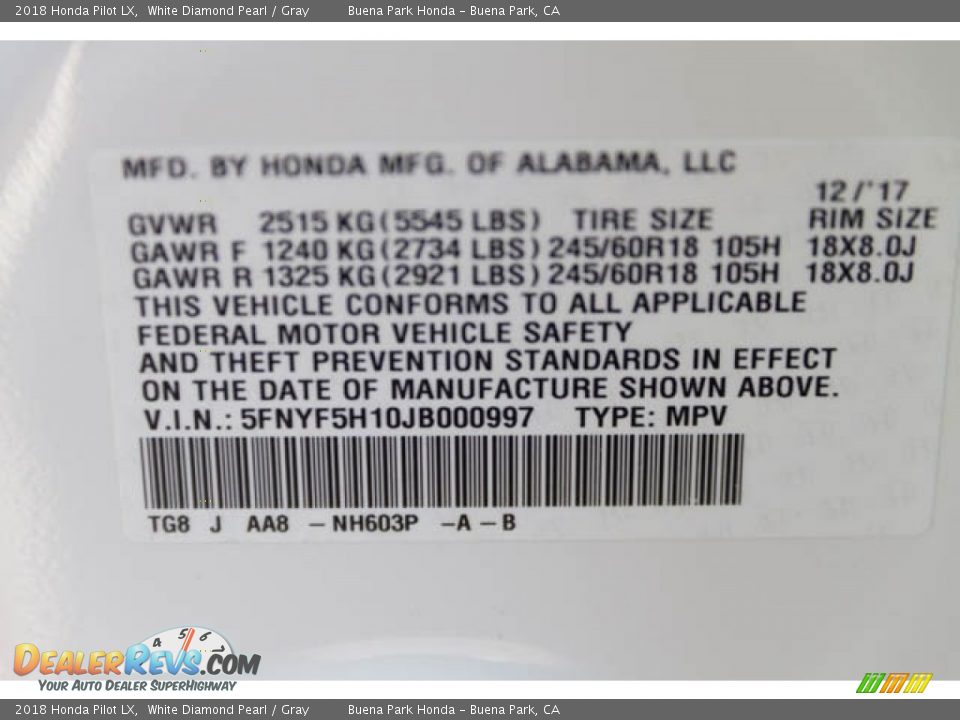 2018 Honda Pilot LX, White Diamond Pearl / Gray Buena Park Honda - Buena Park, CA
MFD. BY HONDA MFG. OF ALABAMA, LLC
12/'17
GVWR 2515 KG(5545 LBS) TIRE SIZE RIM SIZE
GAWR F 1240 KG(2734 LBS) 245/60R18 105H 18X8.0J
GAWR R 1325 KG(2921 LBS) 245/60R18 105H 18X8.0J
THIS VEHICLE CONFORMS TO ALL APPLICABLE
FEDERAL MOTOR VEHICLE SAFETY
AND THEFT PREVENTION STANDARDS IN EFFECT
ON THE DATE OF MANUFACTURE SHOWN ABOVE.
V.I.N.: 5FNYF5H10JB000997 TYPE: MPV
TG8 J AA8 - NH603P - A - B
4 5 6 7
DEALERREVS.COM
YOUR AUTO DEALER SUPERHIGHWAY
2018 Honda Pilot LX, White Diamond Pearl / Gray Buena Park Honda - Buena Park, CA